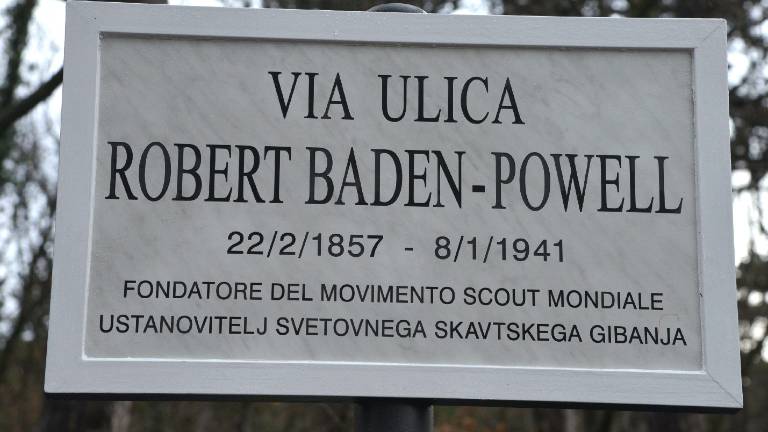 VIA ULICA
ROBERT BADEN-POWELL
22/2/1857 - 8/1/1941
FONDATORE DEL MOVIMENTO SCOUT MONDIALE
USTANOVITELJ SVETOVNEGA SKAVTSKEGA GIBANJA